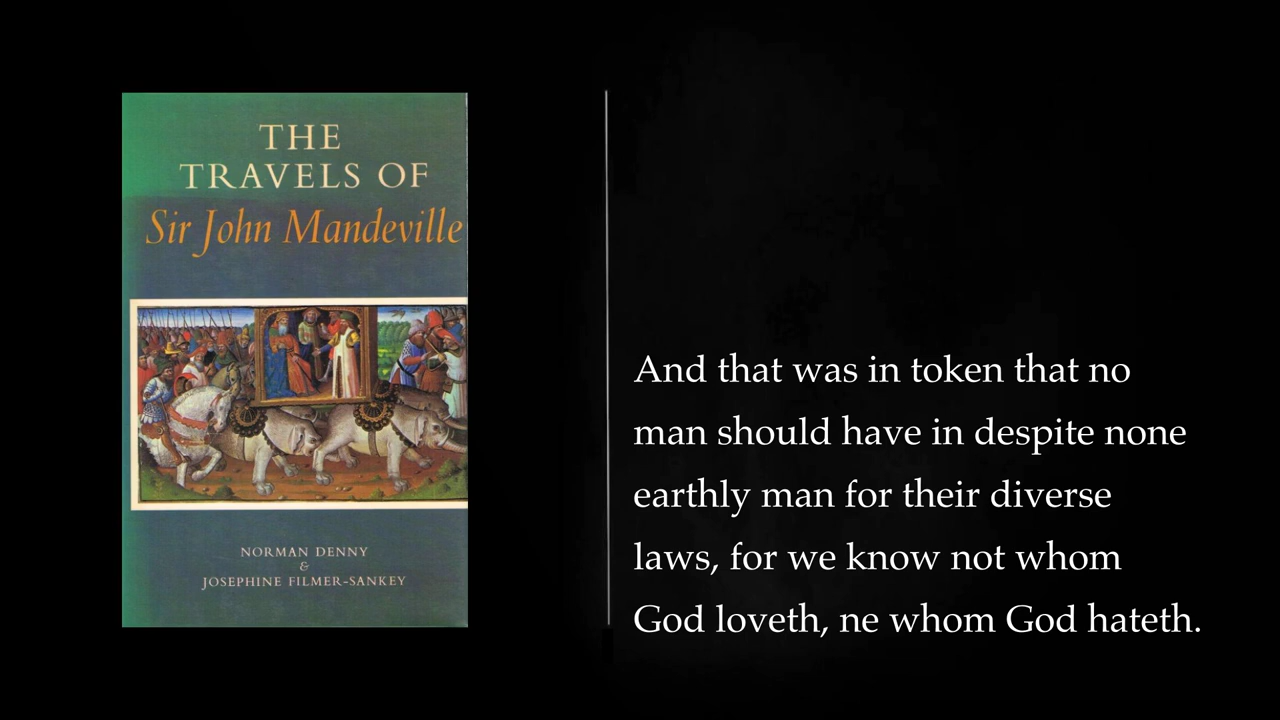 THE
TRAVELS OF
Sir John Mandeville
NORMAN DENNY
&
JOSEPHINE FILMER-SANKEY
And that was in token that no
man should have in despite none
earthly man for their diverse
laws, for we know not whom
God loveth, ne whom God hateth.